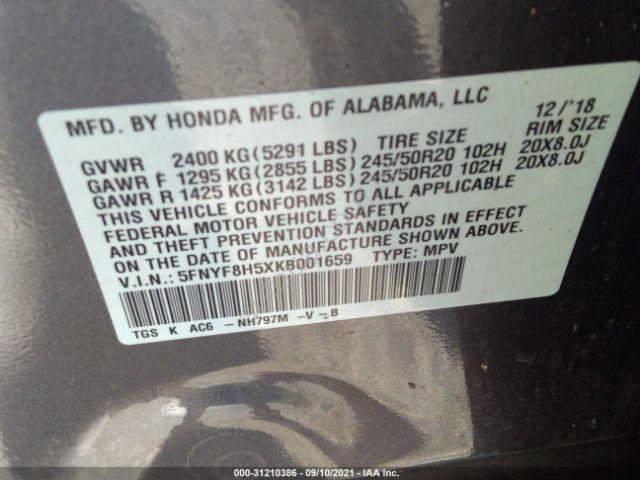 MFD. BY HONDA MFG. OF ALABAMA, LLC 12/'18
GVWR 2400 KG(5291 LBS) TIRE SIZE RIM SIZE
GAWR F 1295 KG(2855 LBS)245/50R20 102H 20X8.0J
GAWR R 1425 KG(3142 LBS)245/50R20 102H 20X8.0J
THIS VEHICLE CONFORMS TO ALL APPLICABLE
FEDERAL MOTOR VEHICLE SAFETY
AND THEFT PREVENTION STANDARDS IN EFFECT
ON THE DATE OF MANUFACTURE SHOWN ABOVE.
V.I.N.: 5FNYF8H5XKB001659 TYPE: MPV
TGS K AC6 -NH797M -V -.B
000-31210386 - 09/10/2021 - IAA Inc.